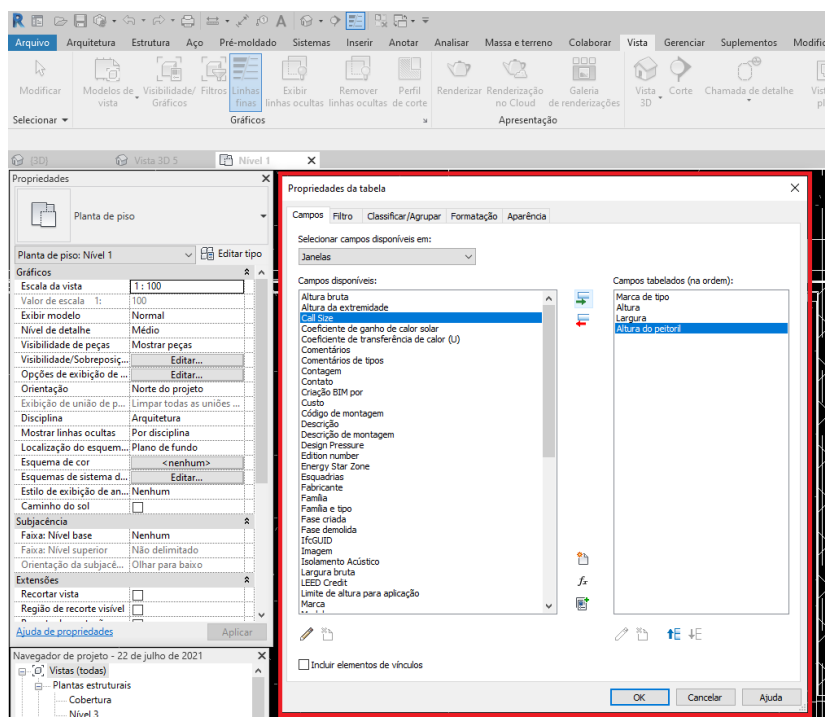 Arquivo Arquitetura Estrutura Aço Pré-moldado Sistemas Inserir Anotar Analisar Massa e terreno Colaborar Vista Gerenciar Suplementos Modific
Modificar
Modelos de vista
Visibilidade/ Gráficos
Filtros
Linhas finas
Exibir linhas ocultas
Remover linhas ocultas
Perfil de corte
Renderizar
Renderização no Cloud
Galeria de renderizações
Vista 3D
Corte
Chamada de detalhe
Vist
pl
Selecionar
Gráficos
Apresentação
(3D)
Vista 3D 5
Nível 1
Propriedades
Planta de piso
Planta de piso: Nível 1
Editar tipo
Gráficos
Escala da vista 1 : 100
Valor de escala 1: 100
Exibir modelo Normal
Nível de detalhe Médio
Visibilidade de peças Mostrar peças
Visibilidade/Sobreposiç... Editar...
Opções de exibição de ... Editar...
Orientação Norte do projeto
Exibição de união de p... Limpar todas as uniões ...
Disciplina Arquitetura
Mostrar linhas ocultas Por disciplina
Localização do esquem... Plano de fundo
Esquema de cor <nenhum>
Esquemas de sistema d... Editar...
Estilo de exibição de an... Nenhum
Caminho do sol
Subjacência
Faixa: Nível base Nenhum
Faixa: Nível superior Não delimitado
Orientação da subjacê... Olhar para baixo
Extensões
Recortar vista
Região de recorte visível
Ajuda de propriedades
Aplicar
Navegador de projeto - 22 de julho de 2021
Vistas (todas)
Plantas estruturais
Cobertura
Nível 3
Propriedades da tabela
Campos Filtro Classificar/Agrupar Formatação Aparência
Selecionar campos disponíveis em:
Janelas
Campos disponíveis:
Altura bruta
Altura da extremidade
Call Size
Coeficiente de ganho de calor solar
Coeficiente de transferência de calor (U)
Comentários
Comentários de tipos
Contagem
Contato
Criação BIM por
Custo
Código de montagem
Descrição
Descrição de montagem
Design Pressure
Edition number
Energy Star Zone
Esquadrias
Fabricante
Família
Família e tipo
Fase criada
Fase demolida
IfcGUID
Imagem
Isolamento Acústico
Largura bruta
LEED Credit
Limite de altura para aplicação
Marca
Campos tabelados (na ordem):
Marca de tipo
Altura
Largura
Altura do peitoril
fx
Incluir elementos de vínculos
OK Cancelar Ajuda